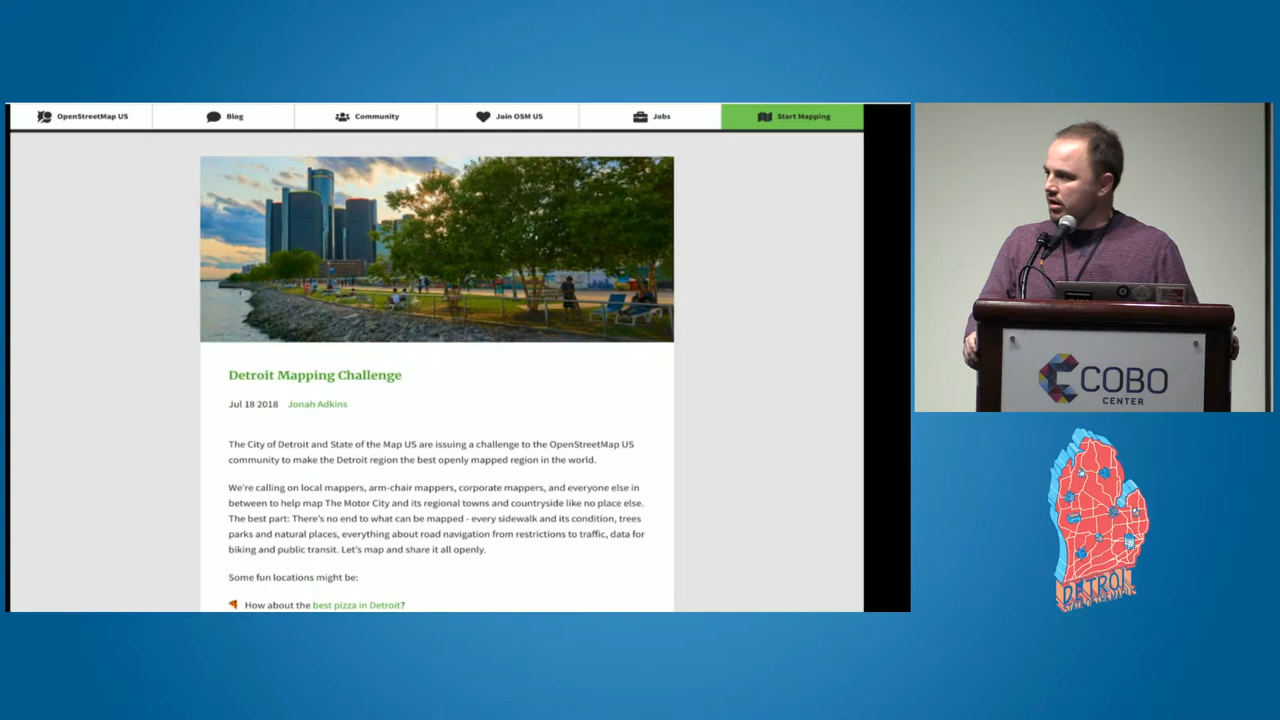 OpenStreetMap US
Blog
Community
Join OSM US
Jobs
Start Mapping
Detroit Mapping Challenge
Jul 18 2018 Jonah Adkins
The City of Detroit and State of the Map US are issuing a challenge to the OpenStreetMap US
community to make the Detroit region the best openly mapped region in the world.
We're calling on local mappers, arm-chair mappers, corporate mappers, and everyone else in
between to help map The Motor City and its regional towns and countryside like no place else.
The best part: There's no end to what can be mapped - every sidewalk and its condition, trees
parks and natural places, everything about road navigation from restrictions to traffic, data for
biking and public transit. Let's map and share it all openly.
Some fun locations might be:
How about the best pizza in Detroit?
COBO
CENTER
DETROIT
STATE OF THE MAP US